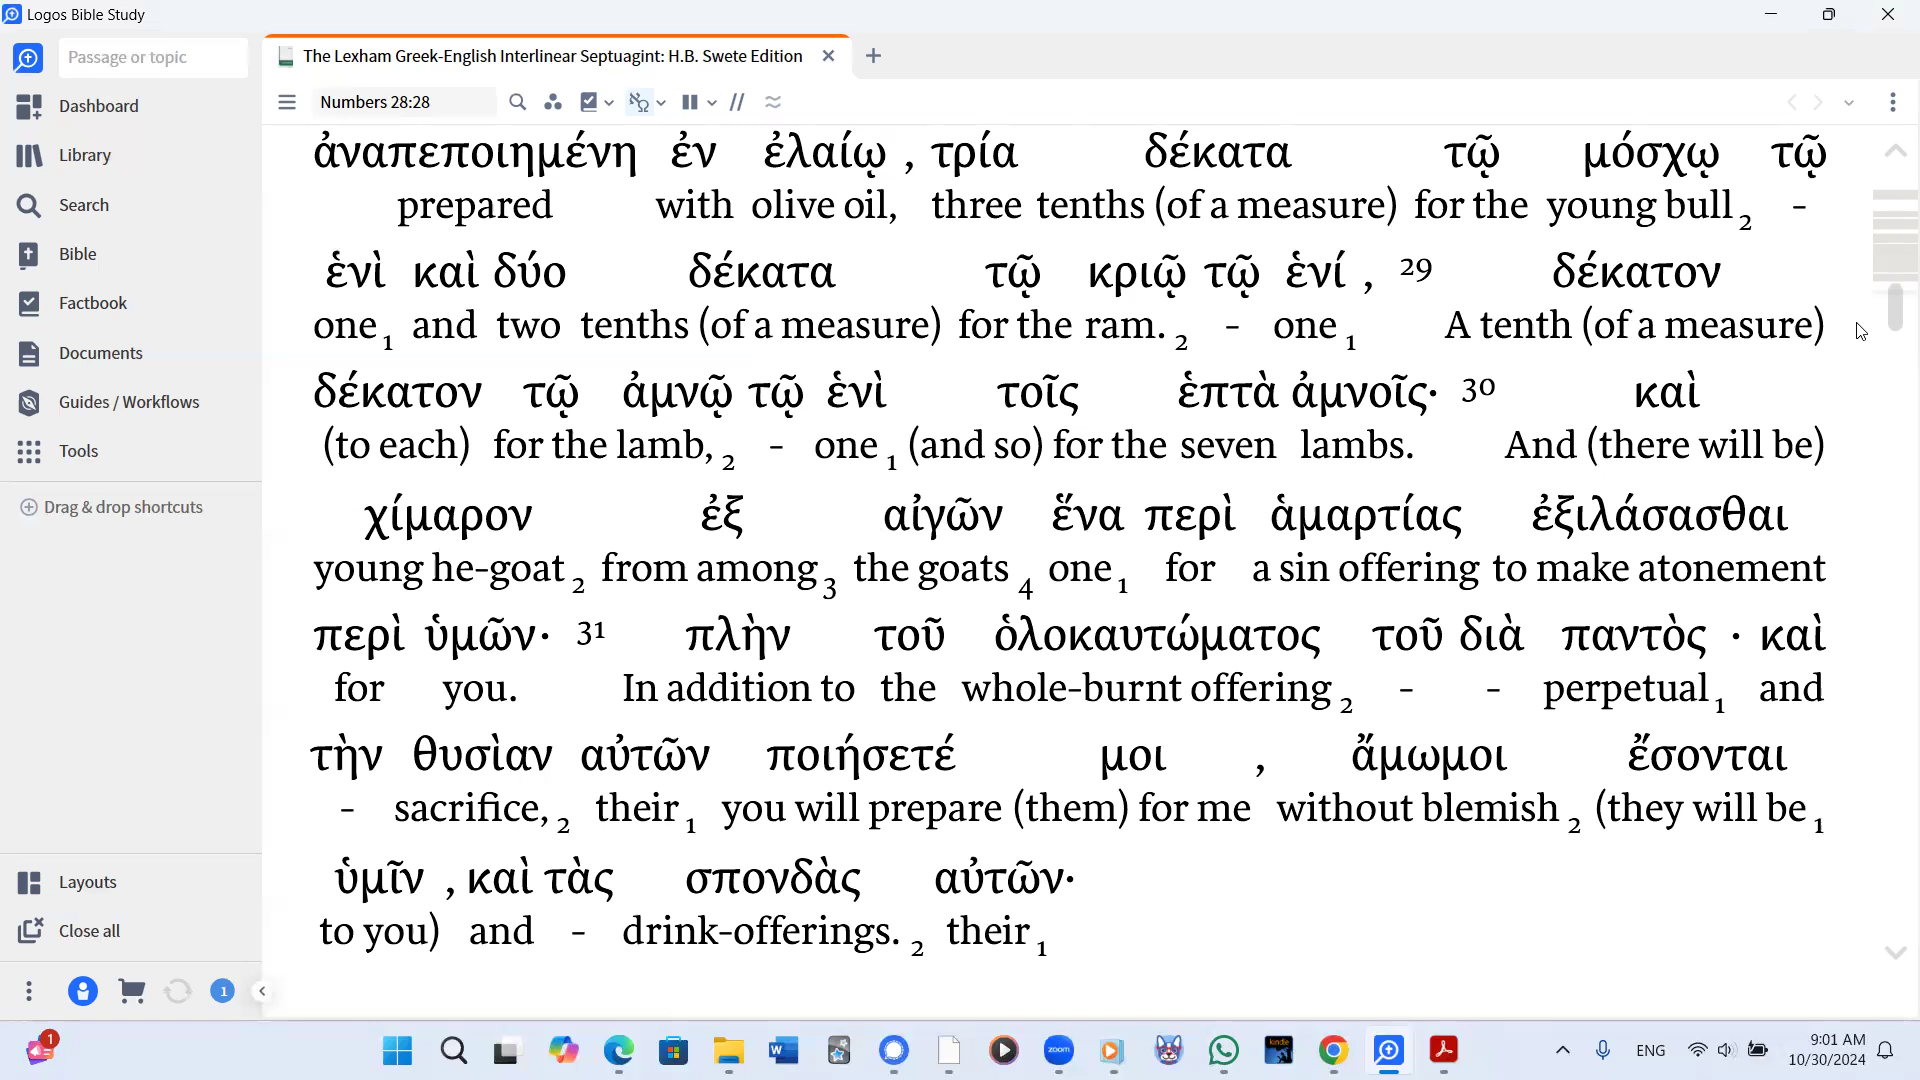 Logos Bible Study
Passage or topic
The Lexham Greek-English Interlinear Septuagint: H.B. Swete Edition
Numbers 28:28
Dashboard
Library
Search
Bible
Factbook
Documents
Guides / Workflows
Tools
Drag & drop shortcuts
Layouts
Close all
1
ἀναπεποιημένη ἐν ἐλαίῳ , τρία δέκατα τῷ μόσχῳ τῷ
prepared with olive oil, three tenths (of a measure) for the young bull 2 -
ἑνὶ καὶ δύο δέκατα τῷ κριῷ τῷ ἑνί , 29 δέκατον
one 1 and two tenths (of a measure) for the ram. 2 - one 1 A tenth (of a measure)
δέκατον τῷ ἀμνῷ τῷ ἑνὶ τοῖς ἑπτὰ ἀμνοῖς· 30 καὶ
(to each) for the lamb, 2 - one 1 (and so) for the seven lambs. And (there will be)
χίμαρον ἐξ αἰγῶν ἕνα περὶ ἁμαρτίας ἐξιλάσασθαι
young he-goat 2 from among 3 the goats 4 one 1 for a sin offering to make atonement
περὶ ὑμῶν· 31 πλὴν τοῦ ὁλοκαυτώματος τοῦ διὰ παντὸς · καὶ
for you. In addition to the whole-burnt offering 2 - - perpetual 1 and
τὴν θυσίαν αὐτῶν ποιήσετέ μοι , ἄμωμοι ἔσονται
- sacrifice, 2 their 1 you will prepare (them) for me without blemish 2 (they will be 1
ὑμῖν , καὶ τὰς σπονδὰς αὐτῶν·
to you) and - drink-offerings. 2 their 1
1
zoom
kindle
ENG
9:01 AM
10/30/2024